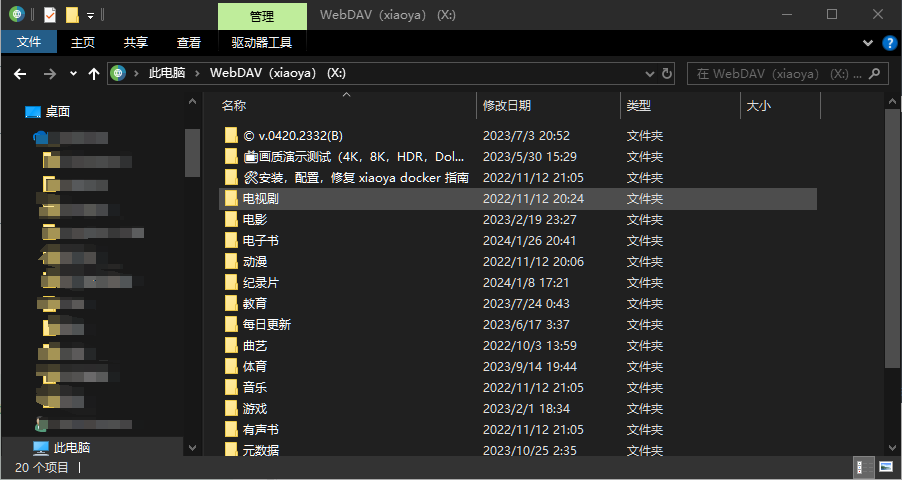 管理 WebDAV（xiaoya） (X:)
文件 主页 共享 查看 驱动器工具
此电脑 WebDAV（xiaoya） (X:) 在 WebDAV（xiaoya） (X:) ...
桌面 名称 修改日期 类型 大小
© v.0420.2332(B) 2023/7/3 20:52 文件夹
📺画质演示测试（4K，8K，HDR，Dol... 2023/5/30 15:29 文件夹
🛠安装，配置，修复 xiaoya docker 指南 2022/11/12 21:05 文件夹
电视剧 2022/11/12 20:24 文件夹
电影 2023/2/19 23:27 文件夹
电子书 2024/1/26 20:41 文件夹
动漫 2022/11/12 20:06 文件夹
纪录片 2024/1/8 17:21 文件夹
教育 2023/7/24 0:43 文件夹
每日更新 2023/6/17 3:37 文件夹
曲艺 2022/10/3 13:59 文件夹
体育 2023/9/14 19:44 文件夹
音乐 2022/11/12 21:05 文件夹
游戏 2023/2/1 18:34 文件夹
有声书 2022/11/12 21:05 文件夹
此电脑 元数据 2023/10/25 2:35 文件夹
20 个项目